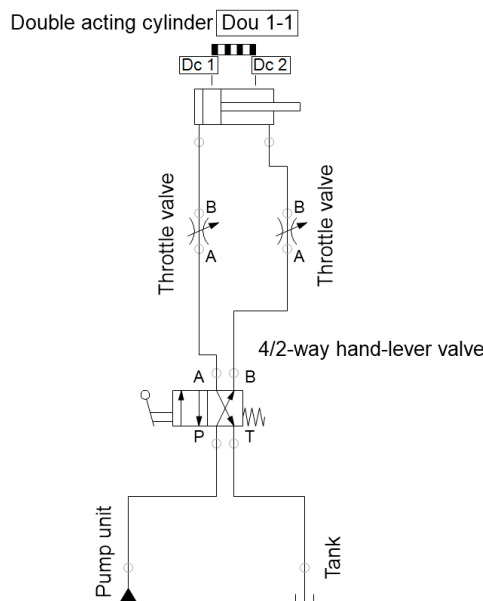 Double acting cylinder Dou 1-1
Dc 1 Dc 2
Throttle valve
B
A
B
A
Throttle valve
4/2-way hand-lever valve
A B
P T
Pump unit
Tank